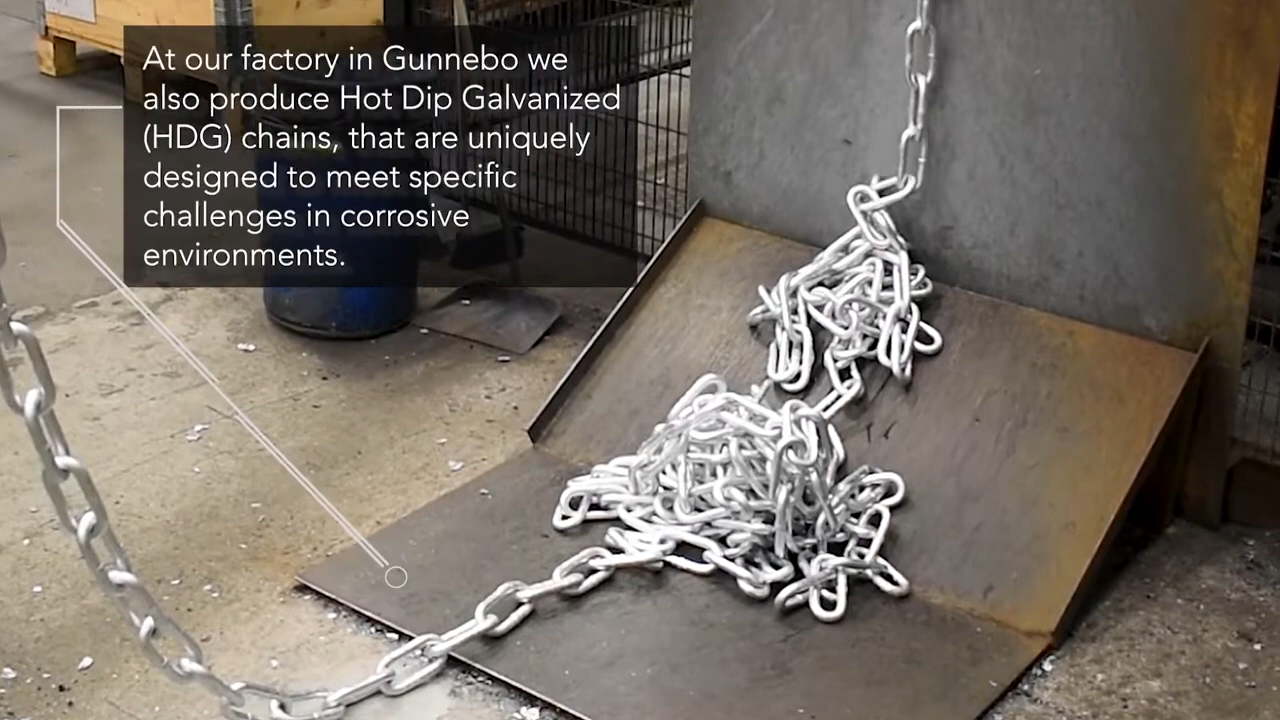 At our factory in Gunnebo we
also produce Hot Dip Galvanized
(HDG) chains, that are uniquely
designed to meet specific
challenges in corrosive
environments.